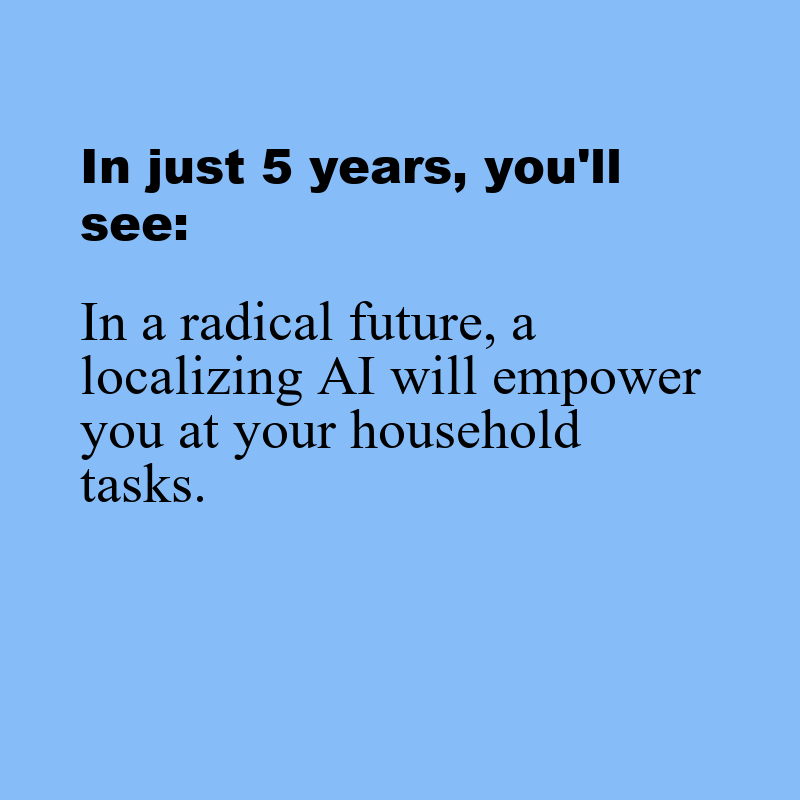 In just 5 years, you'll
see:
In a radical future, a
localizing AI will empower
you at your household
tasks.